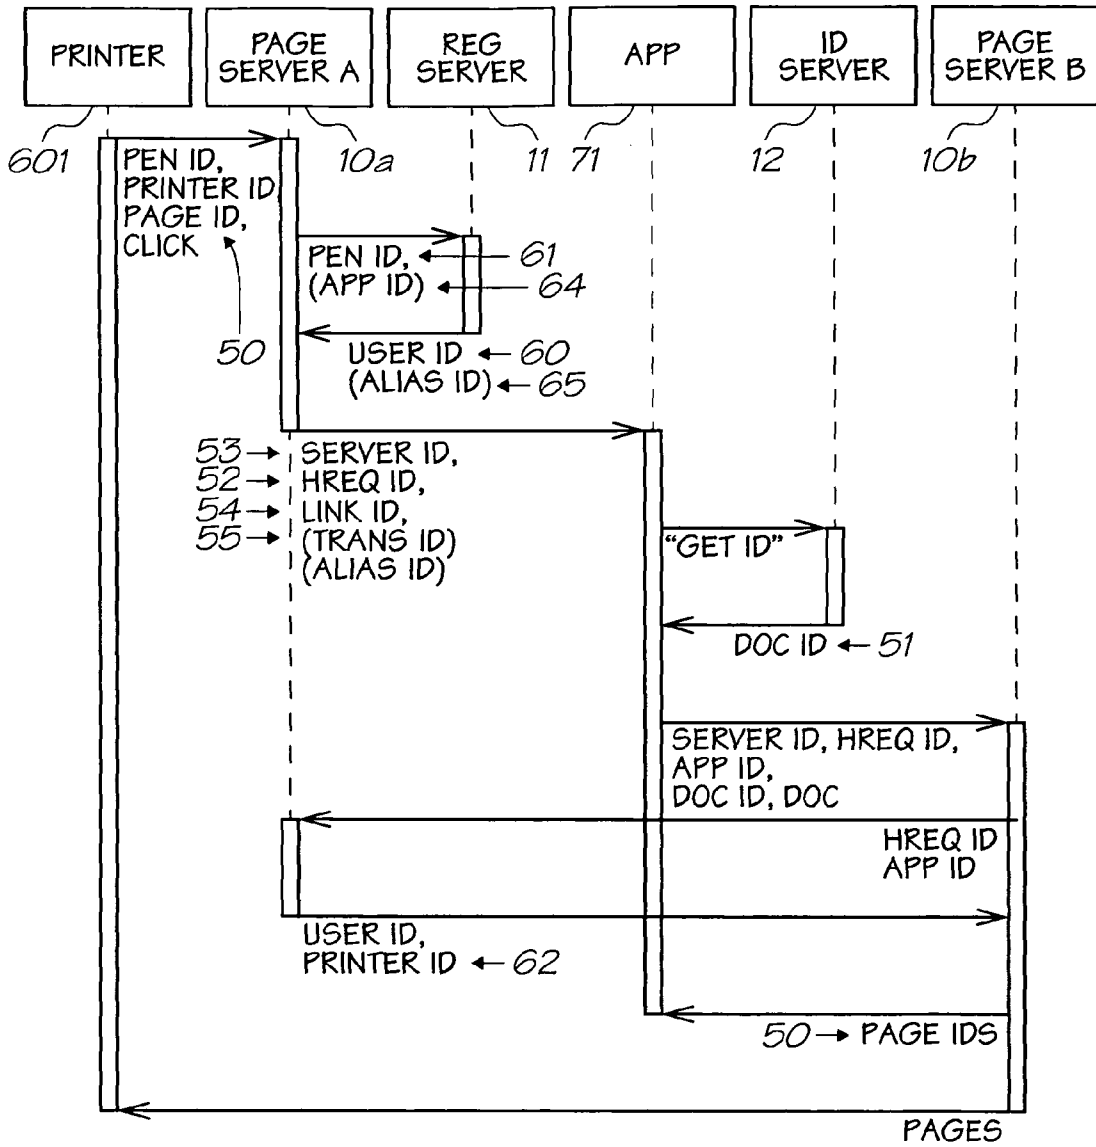 PRINTER
PAGE
SERVER A
REG
SERVER
APP
ID
SERVER
PAGE
SERVER B
601
10a
11
71
12
10b
PEN ID,
PRINTER ID
PAGE ID,
CLICK
50
PEN ID, ← 61
(APP ID) ← 64
USER ID ← 60
(ALIAS ID) ← 65
53 → SERVER ID,
52 → HREQ ID,
54 → LINK ID,
55 → (TRANS ID)
(ALIAS ID)
“GET ID”
DOC ID ← 51
SERVER ID, HREQ ID,
APP ID,
DOC ID, DOC
HREQ ID
APP ID
USER ID,
PRINTER ID ← 62
50 → PAGE IDS
PAGES